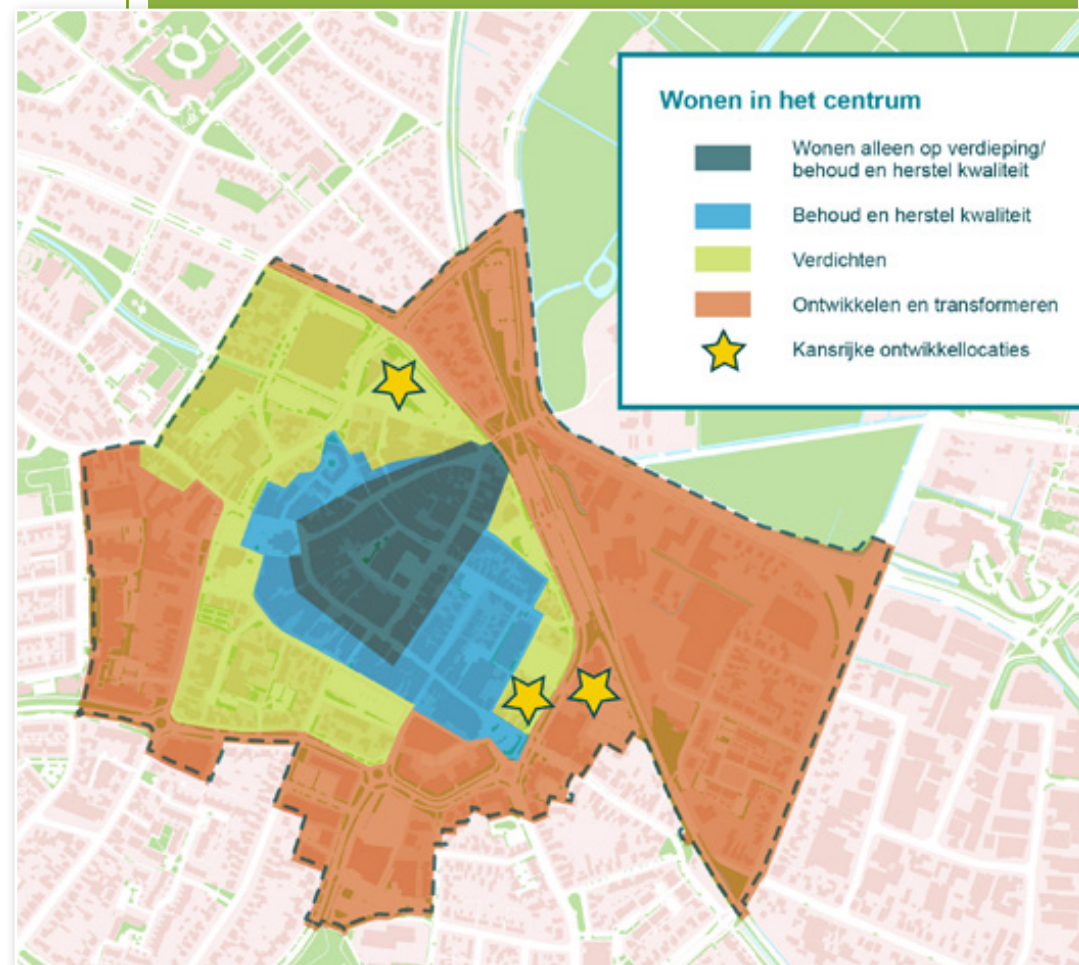 Wonen in het centrum
Wonen alleen op verdieping/
behoud en herstel kwaliteit
Behoud en herstel kwaliteit
Verdichten
Ontwikkelen en transformeren
Kansrijke ontwikkellocaties